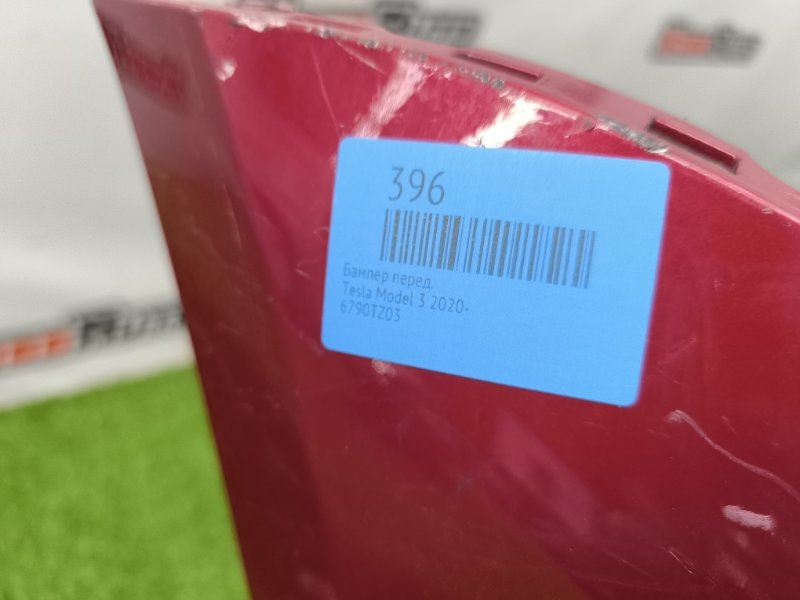 396
Бампер перед.
Tesla Model 3 2020-
6790TZ03